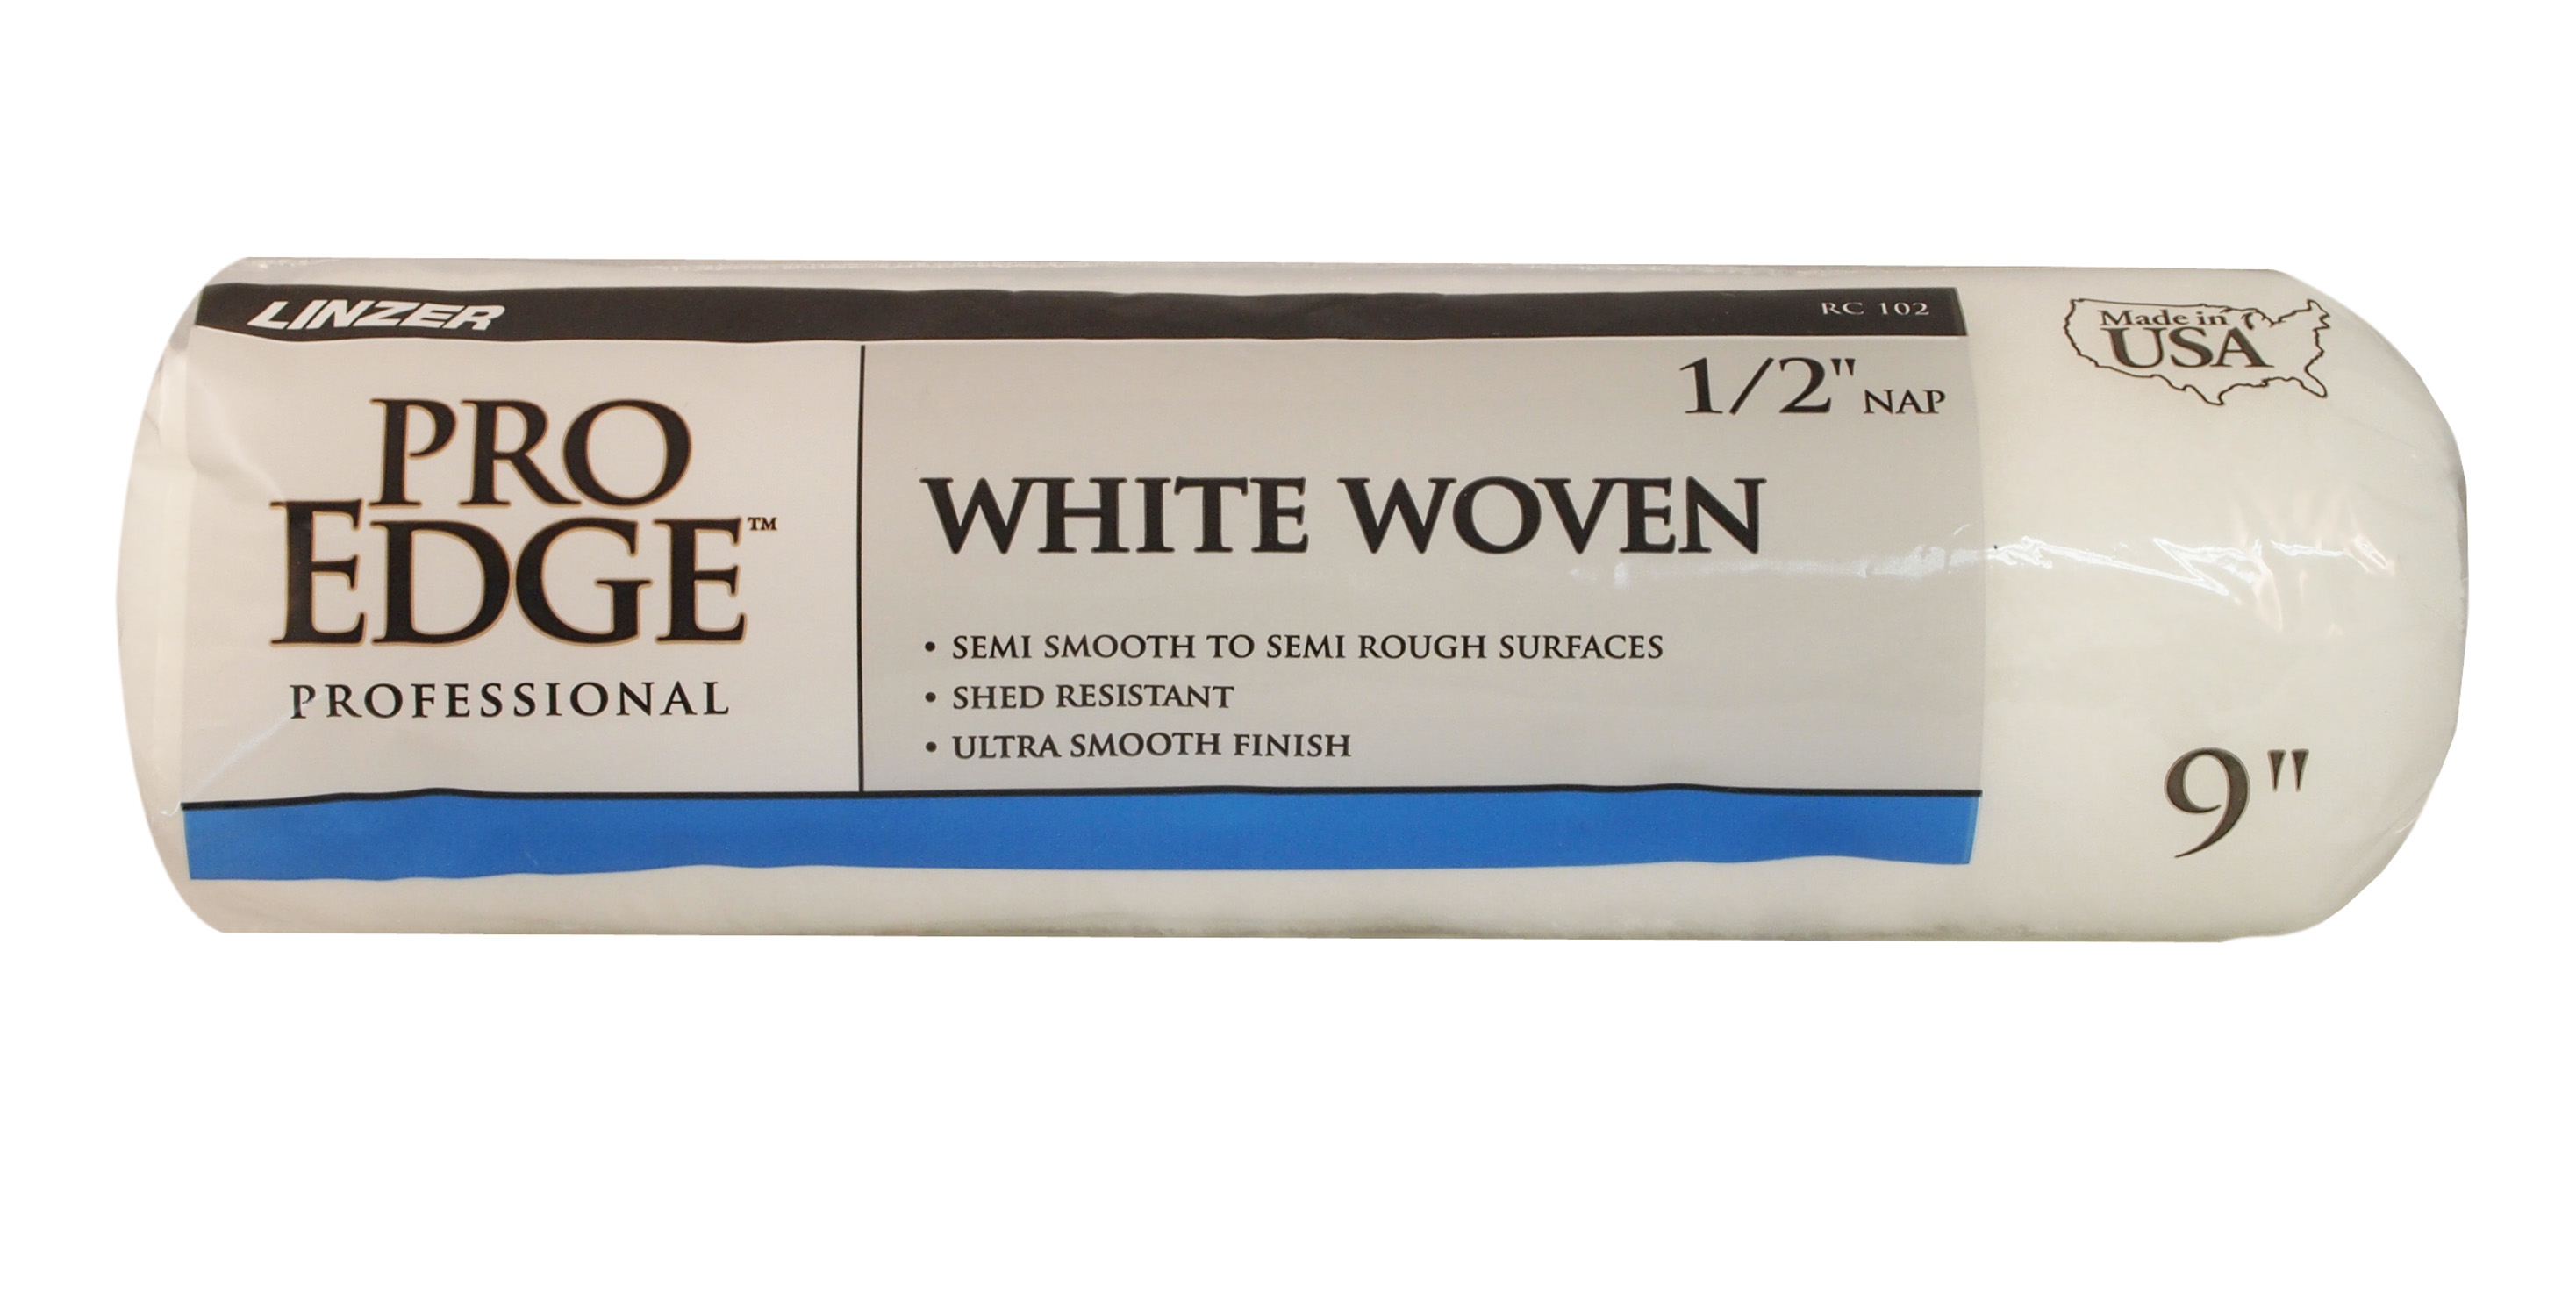 LINZER
RC 102
Made in
USA
PRO
EDGE™
PROFESSIONAL
1/2" NAP
WHITE WOVEN
• SEMI SMOOTH TO SEMI ROUGH SURFACES
• SHED RESISTANT
• ULTRA SMOOTH FINISH
9"